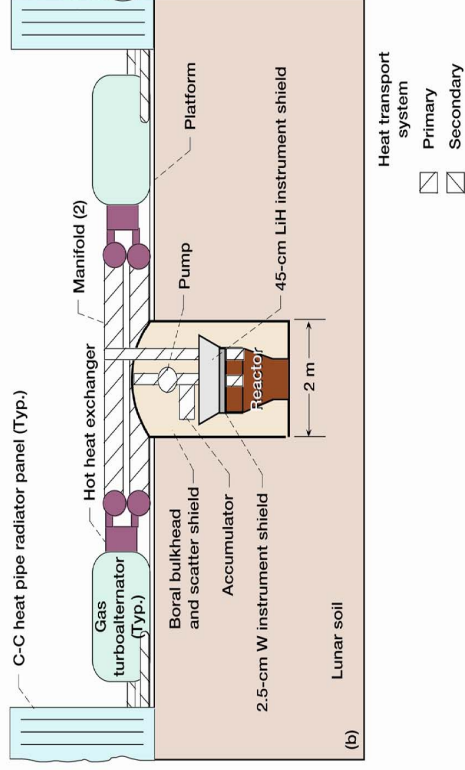 C-C heat pipe radiator panel (Typ.)
Hot heat exchanger
Manifold (2)
Gas
turboalternator
(Typ.)
Platform
Pump
Boral bulkhead
and scatter shield
Accumulator
2.5-cm W instrument shield
45-cm LiH instrument shield
Reactor
2 m
Lunar soil
(b)
Heat transport
system
Primary
Secondary